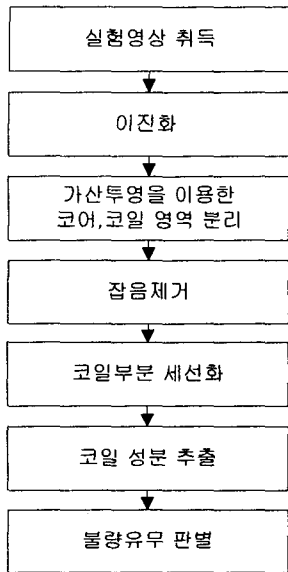 실험영상 취득
이진화
가산투영을 이용한
코어,코일 영역 분리
잡음제거
코일부분 세선화
코일 성분 추출
불량유무 판별